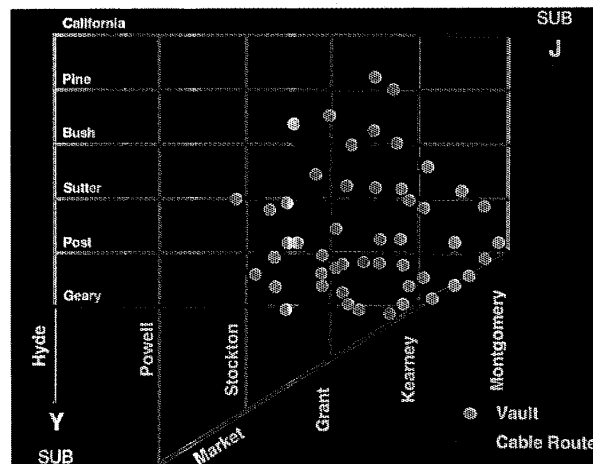 California
SUB
J
Pine
Bush
Sutter
Post
Geary
Hyde
Powell
Stockton
Grant
Kearney
Montgomery
Market
Y
SUB
Vault
Cable Route